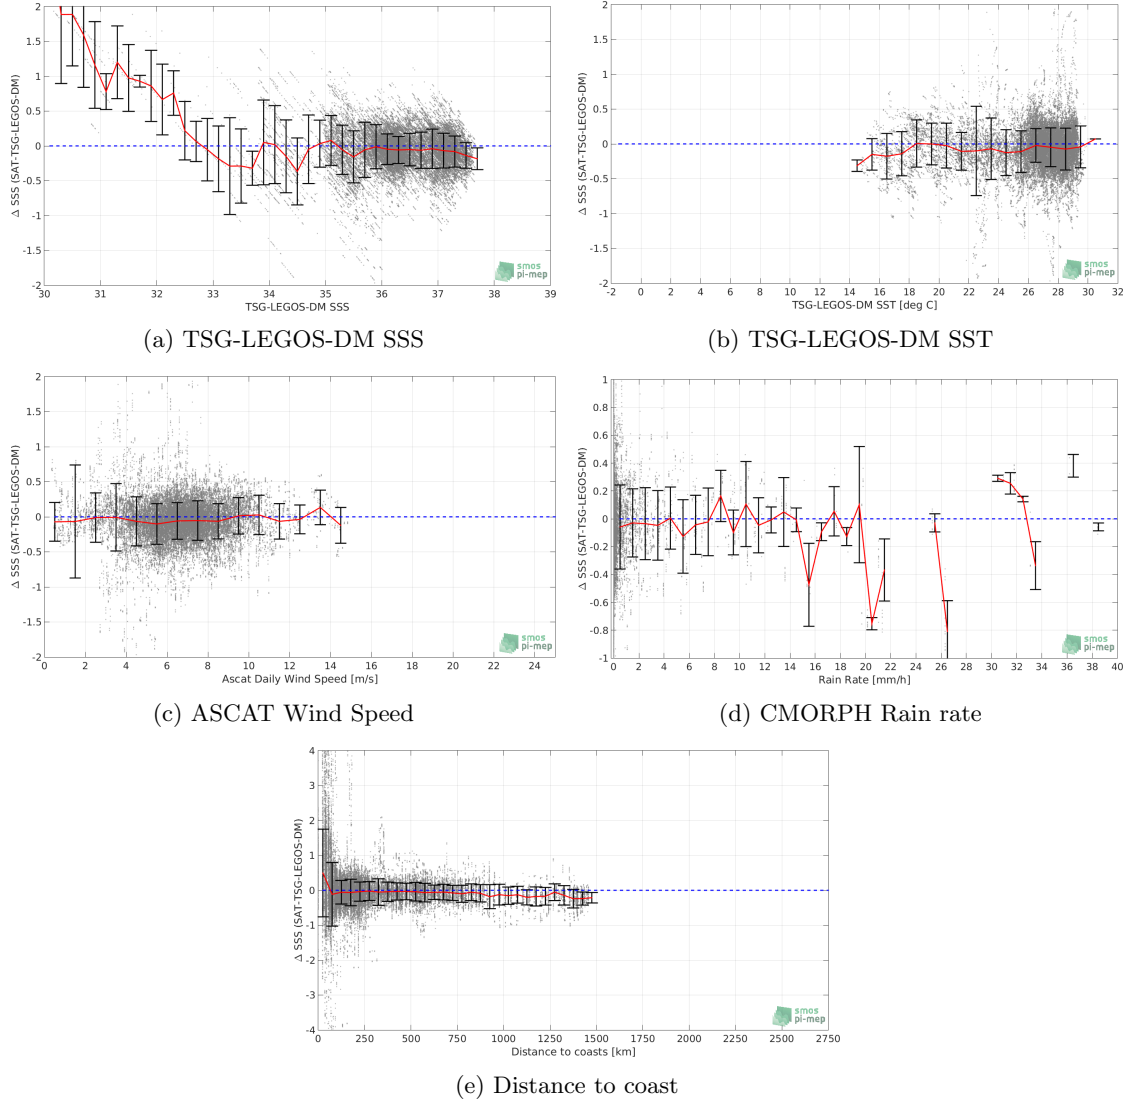 2
1.5
1
0.5
0
-0.5
-1
-1.5
-2
Δ SSS (SAT-TSG-LEGOS-DM)
30 31 32 33 34 35 36 37 38 39
TSG-LEGOS-DM SSS
smos
pi-mep
(a) TSG-LEGOS-DM SSS
2
1.5
1
0.5
0
-0.5
-1
-1.5
-2
Δ SSS (SAT-TSG-LEGOS-DM)
-2 0 2 4 6 8 10 12 14 16 18 20 22 24 26 28 30 32
TSG-LEGOS-DM SST [deg C]
smos
pi-mep
(b) TSG-LEGOS-DM SST
2
1.5
1
0.5
0
-0.5
-1
-1.5
-2
Δ SSS (SAT-TSG-LEGOS-DM)
0 2 4 6 8 10 12 14 16 18 20 22 24
Ascat Daily Wind Speed [m/s]
smos
pi-mep
(c) ASCAT Wind Speed
1
0.8
0.6
0.4
0.2
0
-0.2
-0.4
-0.6
-0.8
-1
Δ SSS (SAT-TSG-LEGOS-DM)
0 2 4 6 8 10 12 14 16 18 20 22 24 26 28 30 32 34 36 38 40
Rain Rate [mm/h]
smos
pi-mep
(d) CMORPH Rain rate
4
3
2
1
0
-1
-2
-3
-4
Δ SSS (SAT-TSG-LEGOS-DM)
0 250 500 750 1000 1250 1500 1750 2000 2250 2500 2750
Distance to coasts [km]
smos
pi-mep
(e) Distance to coast